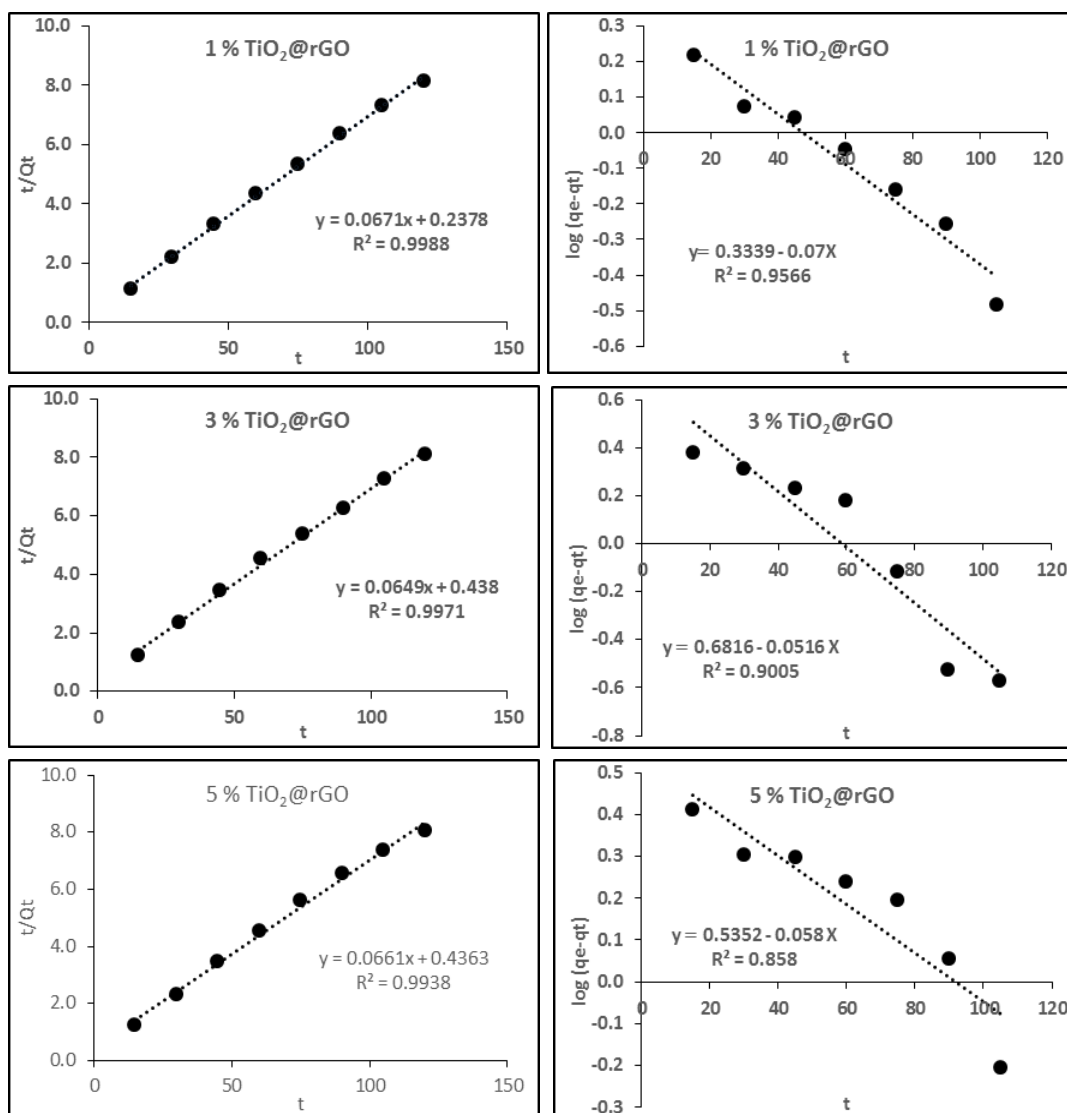 1 % TiO₂@rGO
10.0
8.0
6.0
4.0
2.0
0.0
t/Qt
y = 0.0671x + 0.2378
R² = 0.9988
0 50 100 150
t
1 % TiO₂@rGO
0.3
0.2
0.1
0.0
-0.1
-0.2
-0.3
-0.4
-0.5
-0.6
log (qe-qt)
0 20 40 60 80 100 120
y= 0.3339 - 0.07X
R² = 0.9566
t
3 % TiO₂@rGO
10.0
8.0
6.0
4.0
2.0
0.0
t/Qt
y = 0.0649x + 0.438
R² = 0.9971
0 50 100 150
t
3 % TiO₂@rGO
0.6
0.4
0.2
0.0
-0.2
-0.4
-0.6
-0.8
log (qe-qt)
0 20 40 60 80 100 120
y = 0.6816 - 0.0516 X
R² = 0.9005
t
5 % TiO₂@rGO
10.0
8.0
6.0
4.0
2.0
0.0
t/Qt
y = 0.0661x + 0.4363
R² = 0.9938
0 50 100 150
t
5 % TiO₂@rGO
0.5
0.4
0.3
0.2
0.1
0.0
-0.1
-0.2
-0.3
log (qe-qt)
y = 0.5352 - 0.058 X
R² = 0.858
0 20 40 60 80 100 120
t